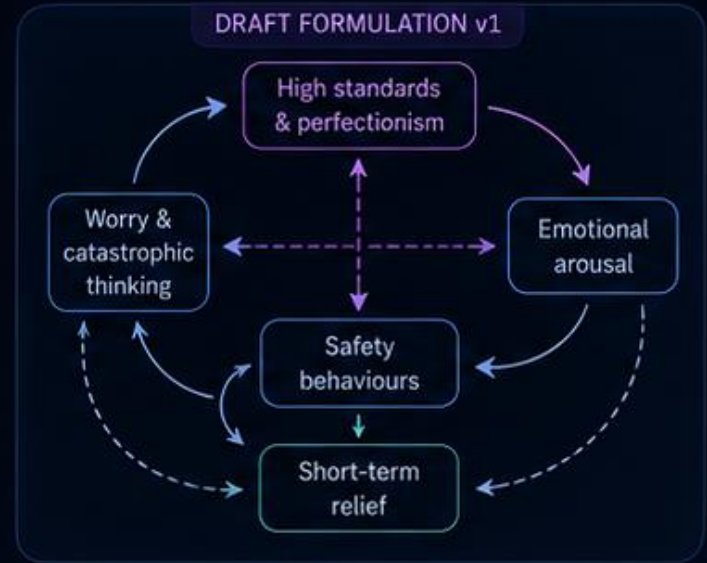 DRAFT FORMULATION v1
High standards
& perfectionism
Worry &
catastrophic
thinking
Emotional
arousal
Safety
behaviours
Short-term
relief